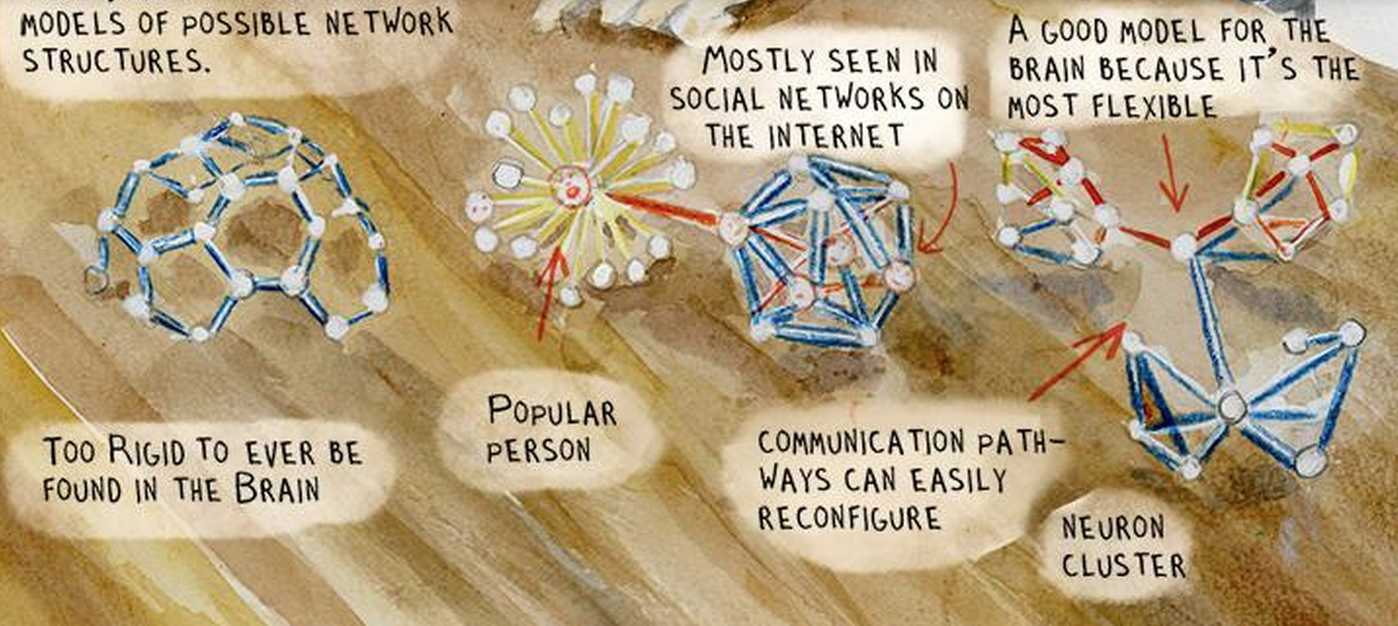 MODELS OF POSSIBLE NETWORK
STRUCTURES.
MOSTLY SEEN IN
SOCIAL NETWORKS ON
THE INTERNET
A GOOD MODEL FOR THE
BRAIN BECAUSE IT'S THE
MOST FLEXIBLE
TOO RIGID TO EVER BE
FOUND IN THE BRAIN
POPULAR
PERSON
COMMUNICATION PATH-
WAYS CAN EASILY
RECONFIGURE
NEURON
CLUSTER